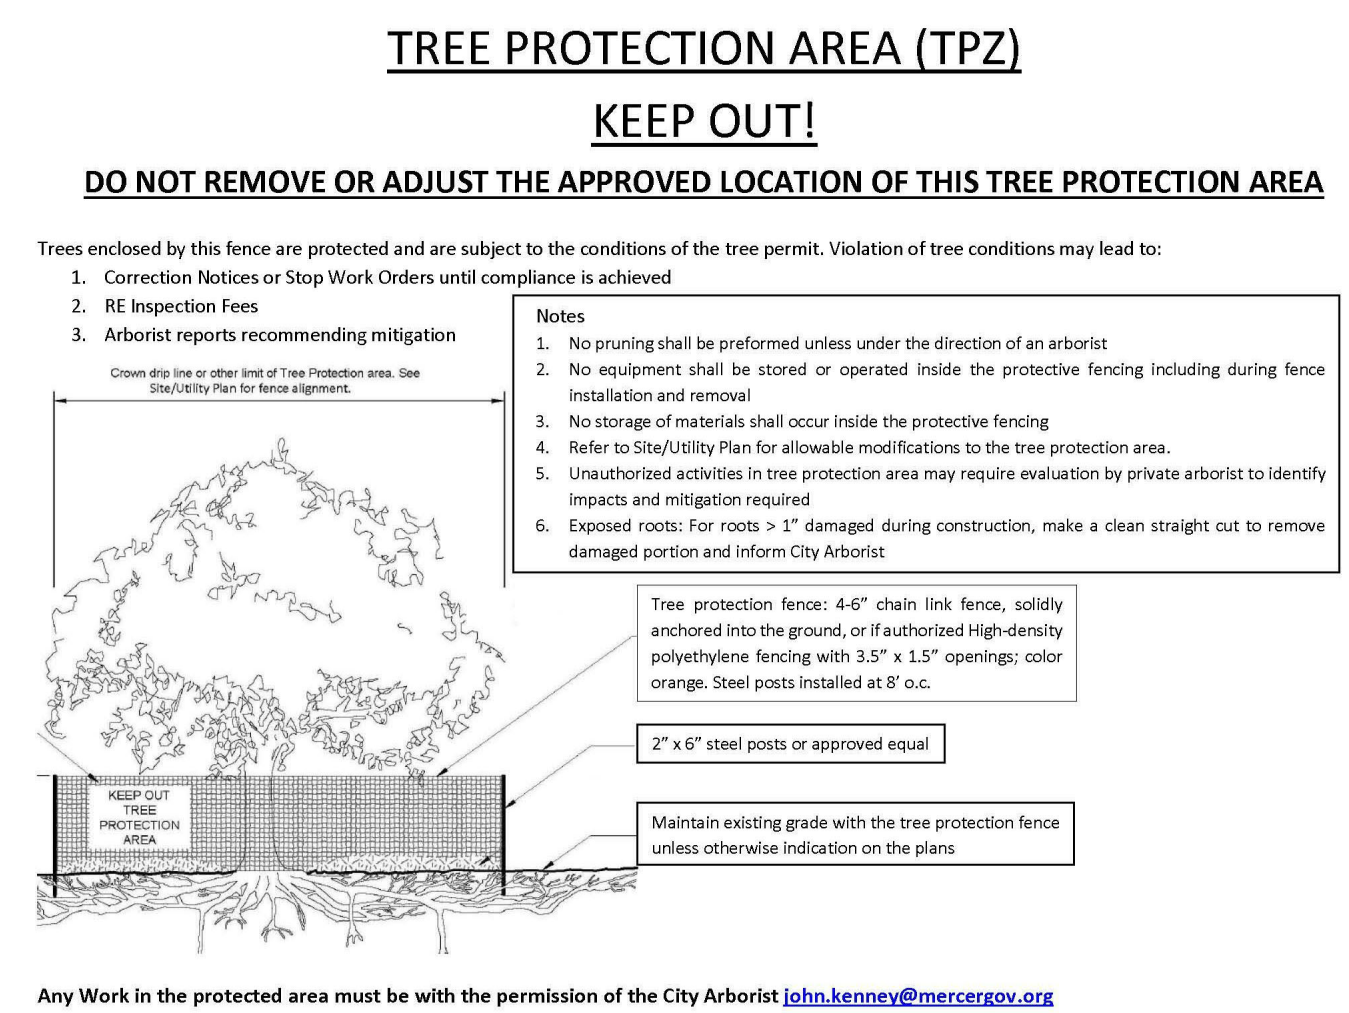 TREE PROTECTION AREA (TPZ)
KEEP OUT!
DO NOT REMOVE OR ADJUST THE APPROVED LOCATION OF THIS TREE PROTECTION AREA
Trees enclosed by this fence are protected and are subject to the conditions of the tree permit. Violation of tree conditions may lead to:
1. Correction Notices or Stop Work Orders until compliance is achieved
2. RE Inspection Fees
3. Arborist reports recommending mitigation
Notes
1. No pruning shall be preformed unless under the direction of an arborist
2. No equipment shall be stored or operated inside the protective fencing including during fence
installation and removal
3. No storage of materials shall occur inside the protective fencing
4. Refer to Site/Utility Plan for allowable modifications to the tree protection area.
5. Unauthorized activities in tree protection area may require evaluation by private arborist to identify
impacts and mitigation required
6. Exposed roots: For roots > 1” damaged during construction, make a clean straight cut to remove
damaged portion and inform City Arborist
Crown drip line or other limit of Tree Protection area. See
Site/Utility Plan for fence alignment.
Tree protection fence: 4-6” chain link fence, solidly
anchored into the ground, or if authorized High-density
polyethylene fencing with 3.5” x 1.5” openings; color
orange. Steel posts installed at 8’ o.c.
2” x 6” steel posts or approved equal
KEEP OUT
TREE
PROTECTION
AREA
Maintain existing grade with the tree protection fence
unless otherwise indication on the plans
Any Work in the protected area must be with the permission of the City Arborist john.kenney@mercergov.org